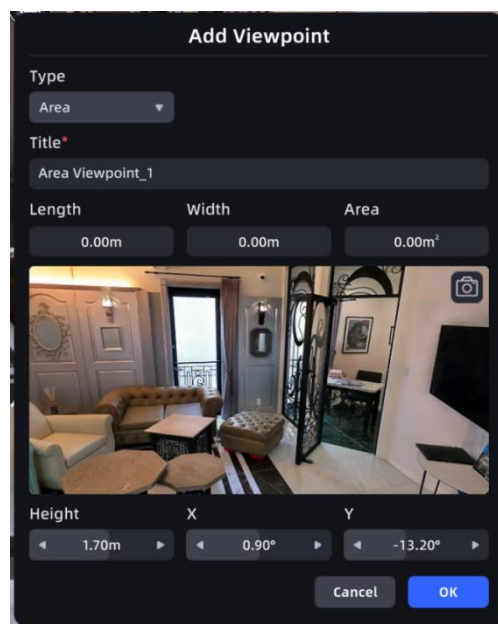 Add Viewpoint
Type
Area
Title*
Area Viewpoint_1
Length Width Area
0.00m 0.00m 0.00m²
Height X Y
1.70m 0.90° -13.20°
Cancel OK